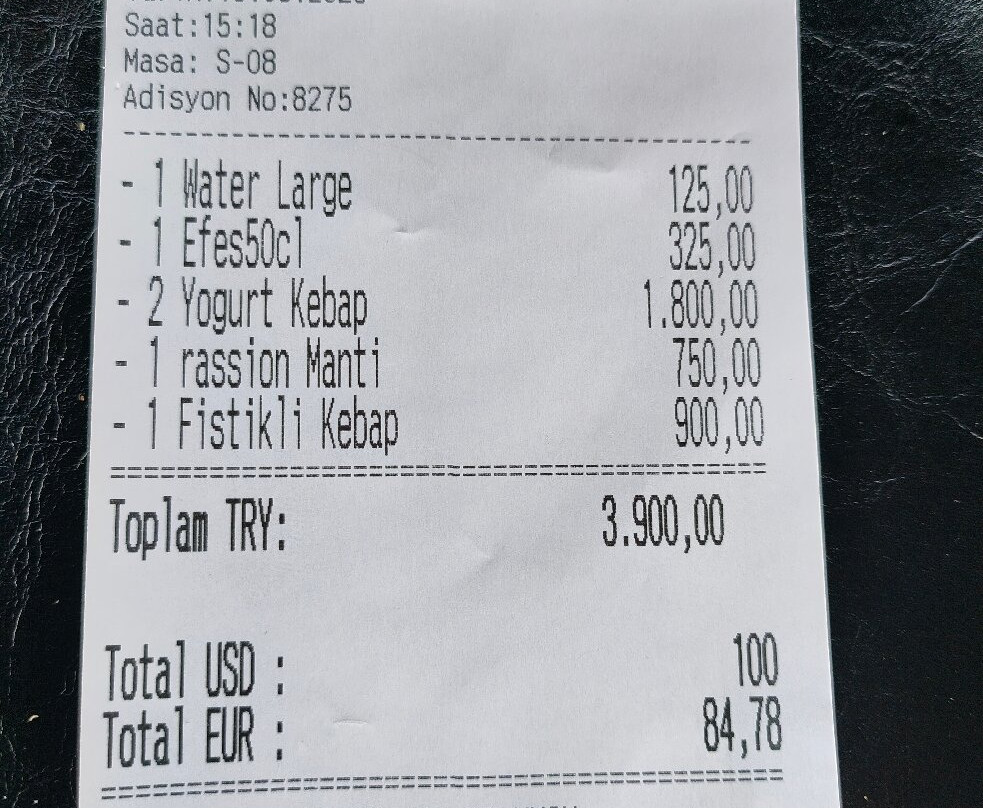 Saat:15:18
Masa: S-08
Adisyon No:8275
- 1 Water Large 125,00
- 1 Efes50cl 325,00
- 2 Yogurt Kebap 1.800,00
- 1 rassion Manti 750,00
- 1 Fistikli Kebap 900,00
Toplam TRY: 3.900,00
Total USD : 100
Total EUR : 84,78